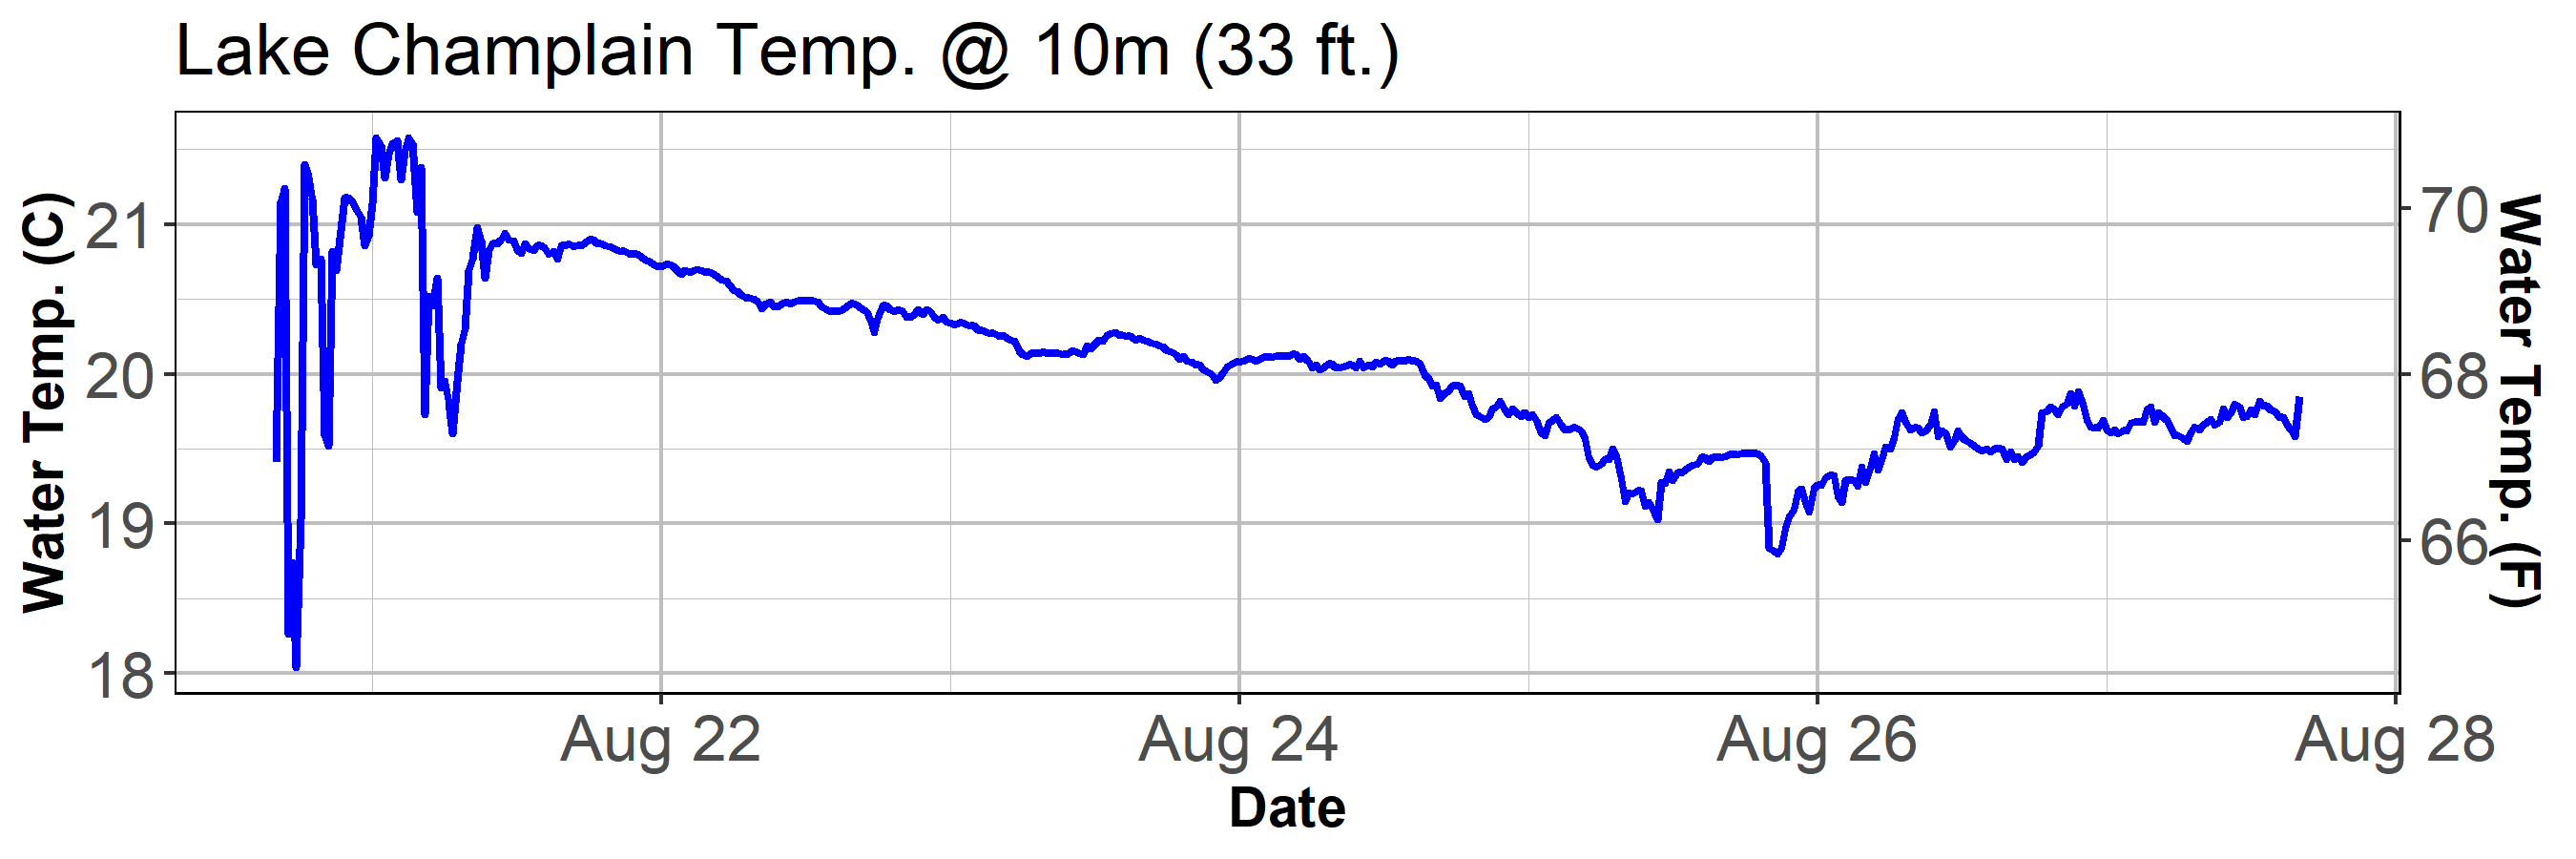 Lake Champlain Temp. @ 10m (33 ft.)
Water Temp. (C)
21
20
19
18
70
68
66
Water Temp. (F)
Aug 22
Aug 24
Aug 26
Aug 28
Date